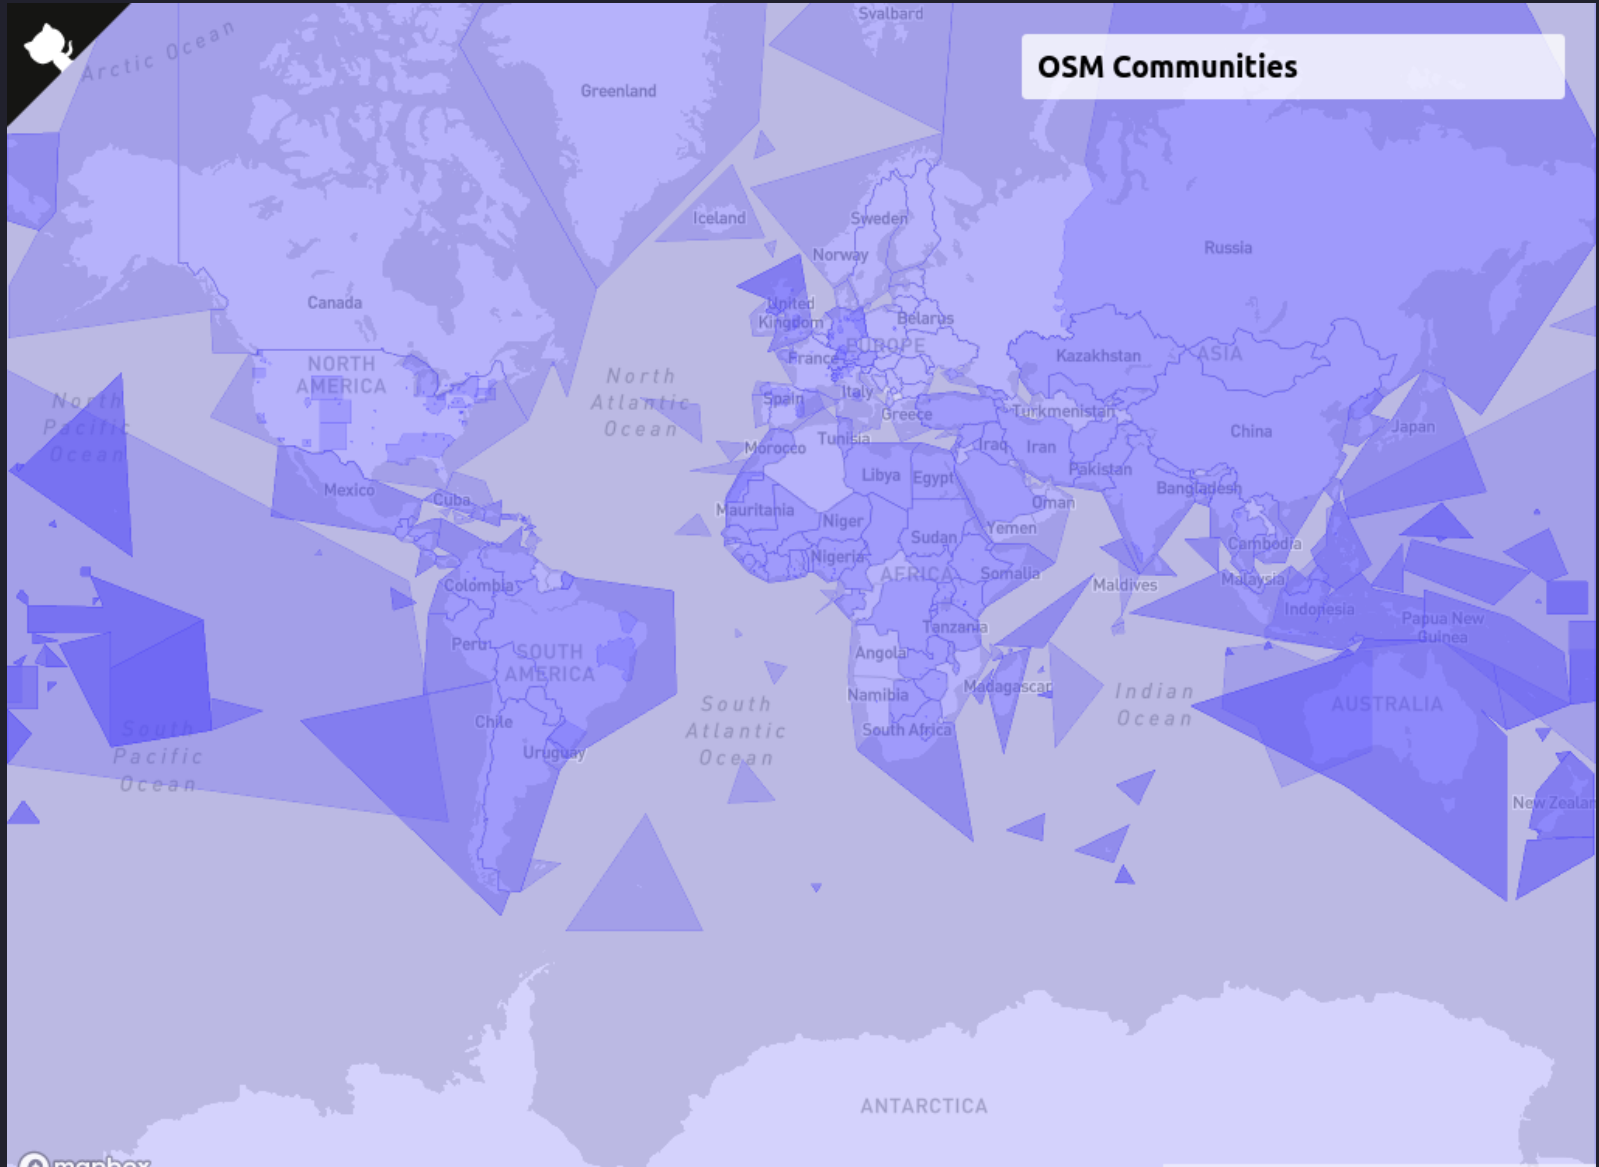 Svalbard
Arctic Ocean
OSM Communities
Greenland
Iceland
Sweden
Norway
Russia
Canada
United
Kingdom
Belarus
EUROPE
France
Kazakhstan
ASIA
NORTH
AMERICA
North
Atlantic
Ocean
North
Pacific
Ocean
Spain
Italy
Greece
Turkmenistan
China
Japan
Morocco
Tunisia
Iraq
Iran
Pakistan
Libya
Egypt
Bangladesh
Mexico
Cuba
Mauritania
Niger
Oman
Yemen
Sudan
Nigeria
Cambodia
AFRICA
Somalia
Colombia
Maldives
Malaysia
Indonesia
Papua New
Guinea
Tanzania
Peru
SOUTH
AMERICA
Angola
Namibia
Madagascar
Indian
Ocean
AUSTRALIA
South
Atlantic
Ocean
Chile
Uruguay
South Africa
South
Pacific
Ocean
New Zealan
ANTARCTICA
mapbox